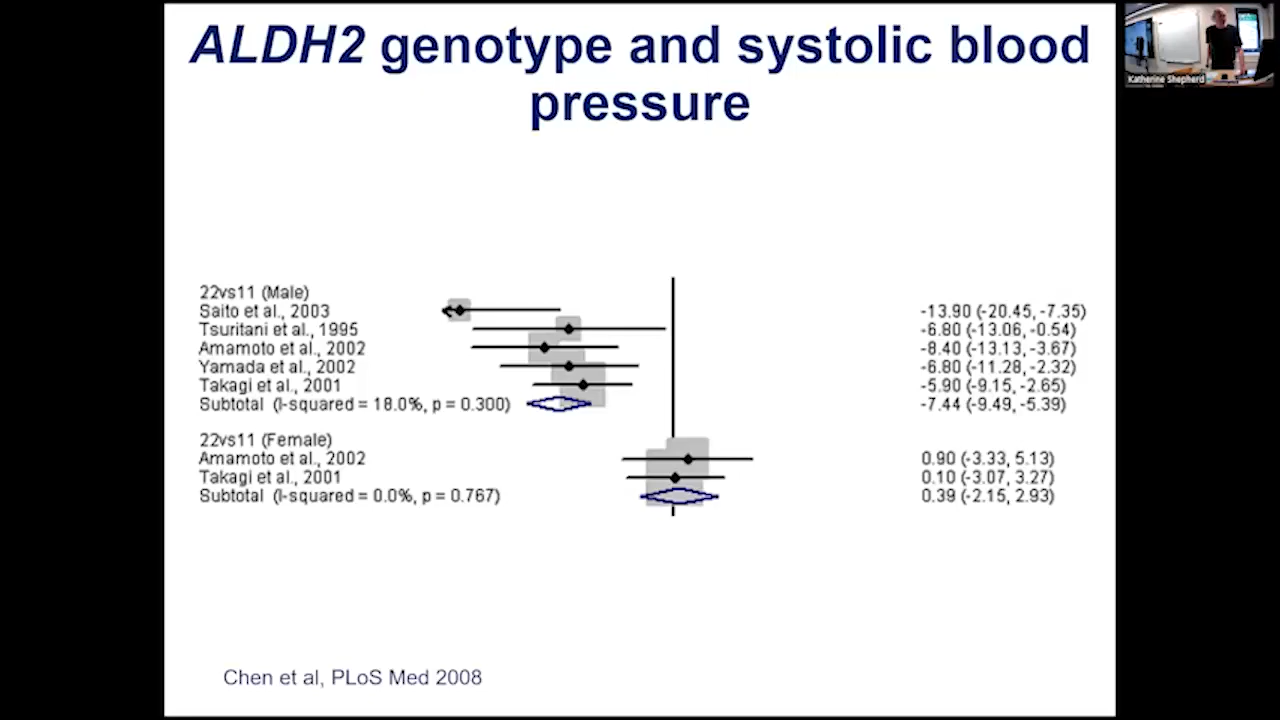 ALDH2 genotype and systolic blood
pressure
Katherine Shepherd
22vs11 (Male)
Saito et al., 2003 -13.90 (-20.45, -7.35)
Tsuritani et al., 1995 -6.80 (-13.06, -0.54)
Amamoto et al., 2002 -8.40 (-13.13, -3.67)
Yamada et al., 2002 -6.80 (-11.28, -2.32)
Takagi et al., 2001 -5.90 (-9.15, -2.65)
Subtotal (I-squared = 18.0%, p = 0.300) -7.44 (-9.49, -5.39)
22vs11 (Female)
Amamoto et al., 2002 0.90 (-3.33, 5.13)
Takagi et al., 2001 0.10 (-3.07, 3.27)
Subtotal (I-squared = 0.0%, p = 0.767) 0.39 (-2.15, 2.93)
Chen et al, PLoS Med 2008